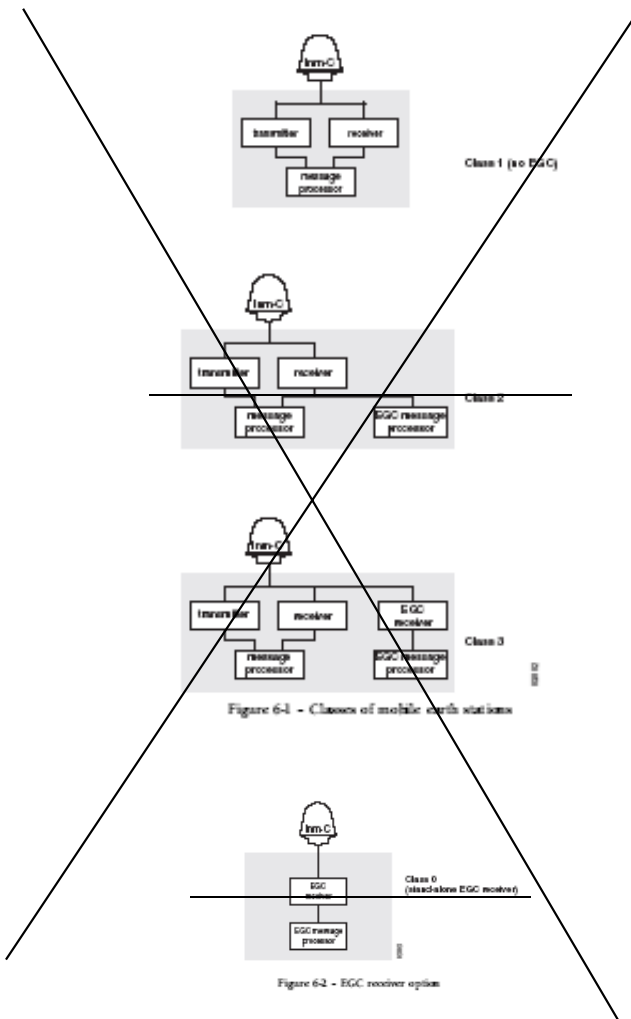 Inm-C
transmitter receiver
message
processor
Class 1 (no EGC)
Inm-C
transmitter receiver
Class 2
message EGC message
processor processor
Inm-C
transmitter receiver EGC
receiver
Class 3
message EGC message
processor processor
Figure 6-1 - Classes of mobile earth stations
Inm-C
EGC
receiver
Class 0
(stand-alone EGC receiver)
EGC message
processor
Figure 6-2 - EGC receiver option